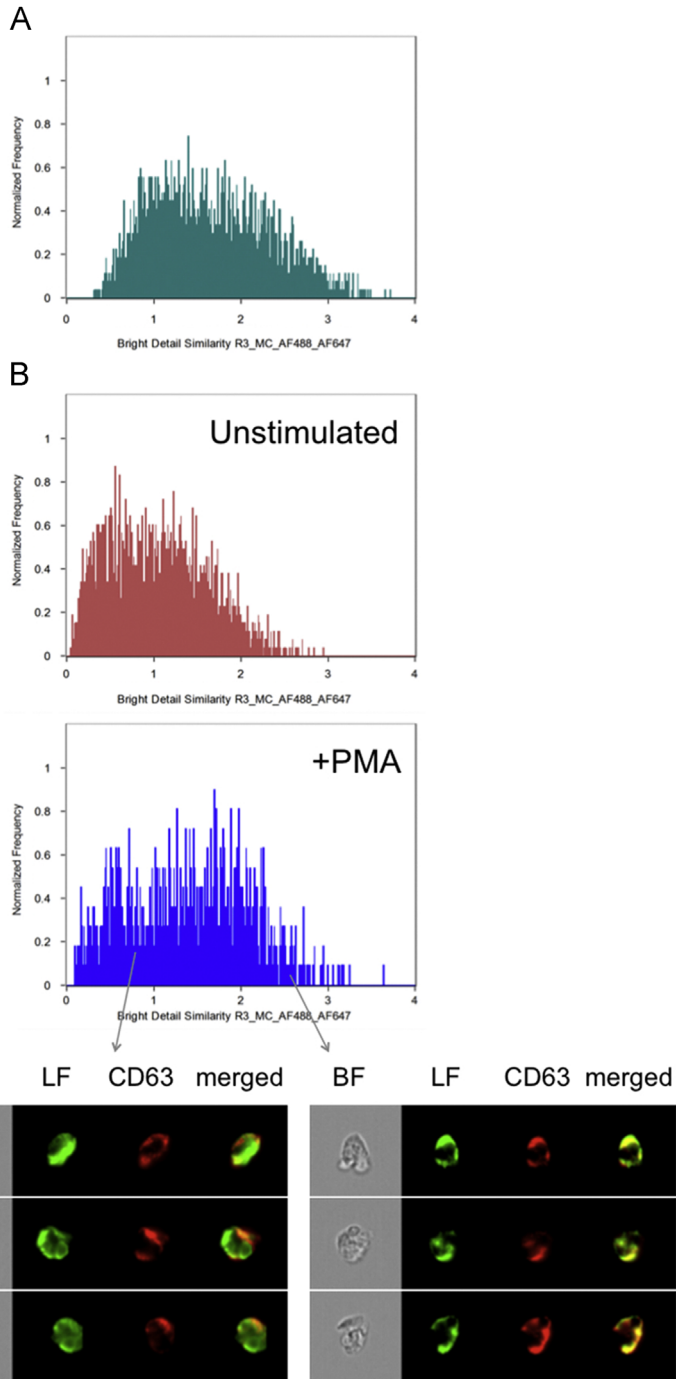 A
Normalized Frequency
1
0.8
0.6
0.4
0.2
0
0 1 2 3 4
Bright Detail Similarity R3_MC_AF488_AF647
B
Unstimulated
Normalized Frequency
1
0.8
0.6
0.4
0.2
0
0 1 2 3 4
Bright Detail Similarity R3_MC_AF488_AF647
+PMA
Normalized Frequency
1
0.8
0.6
0.4
0.2
0
0 1 2 3 4
Bright Detail Similarity R3_MC_AF488_AF647
LF CD63 merged BF LF CD63 merged